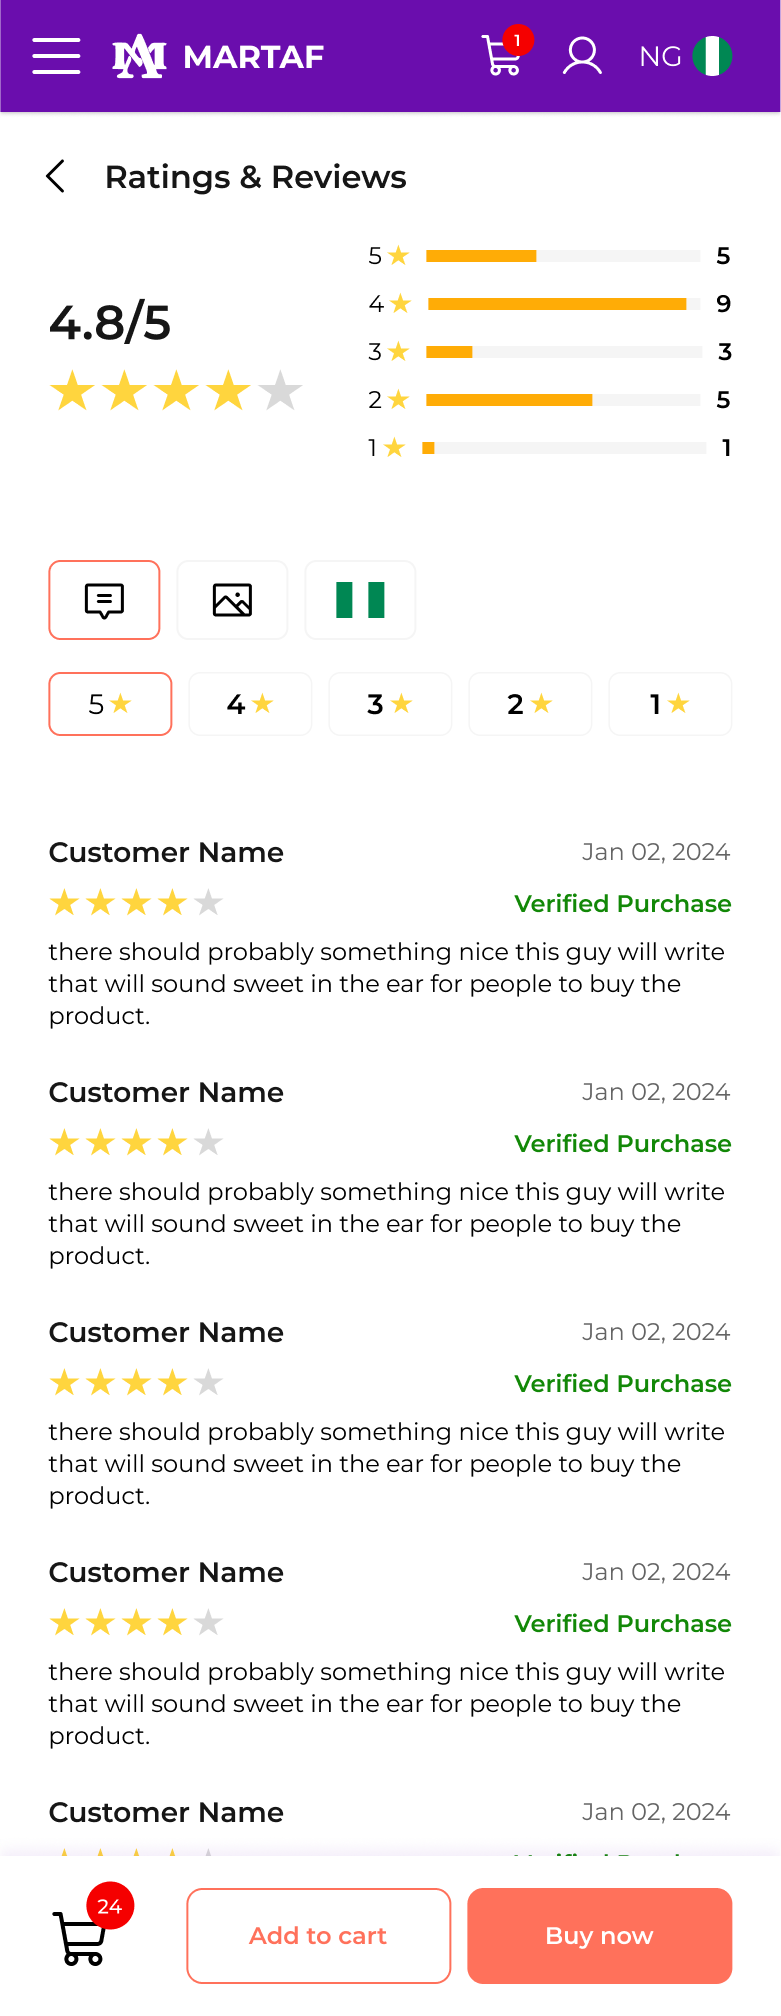 MARTAF
1
NG
Ratings & Reviews
4.8/5
5 5
4 9
3 3
2 5
1 1
5
4
3
2
1
Customer Name Jan 02, 2024
Verified Purchase
there should probably something nice this guy will write
that will sound sweet in the ear for people to buy the
product.
Customer Name Jan 02, 2024
Verified Purchase
there should probably something nice this guy will write
that will sound sweet in the ear for people to buy the
product.
Customer Name Jan 02, 2024
Verified Purchase
there should probably something nice this guy will write
that will sound sweet in the ear for people to buy the
product.
Customer Name Jan 02, 2024
Verified Purchase
there should probably something nice this guy will write
that will sound sweet in the ear for people to buy the
product.
Customer Name Jan 02, 2024
24
Add to cart
Buy now